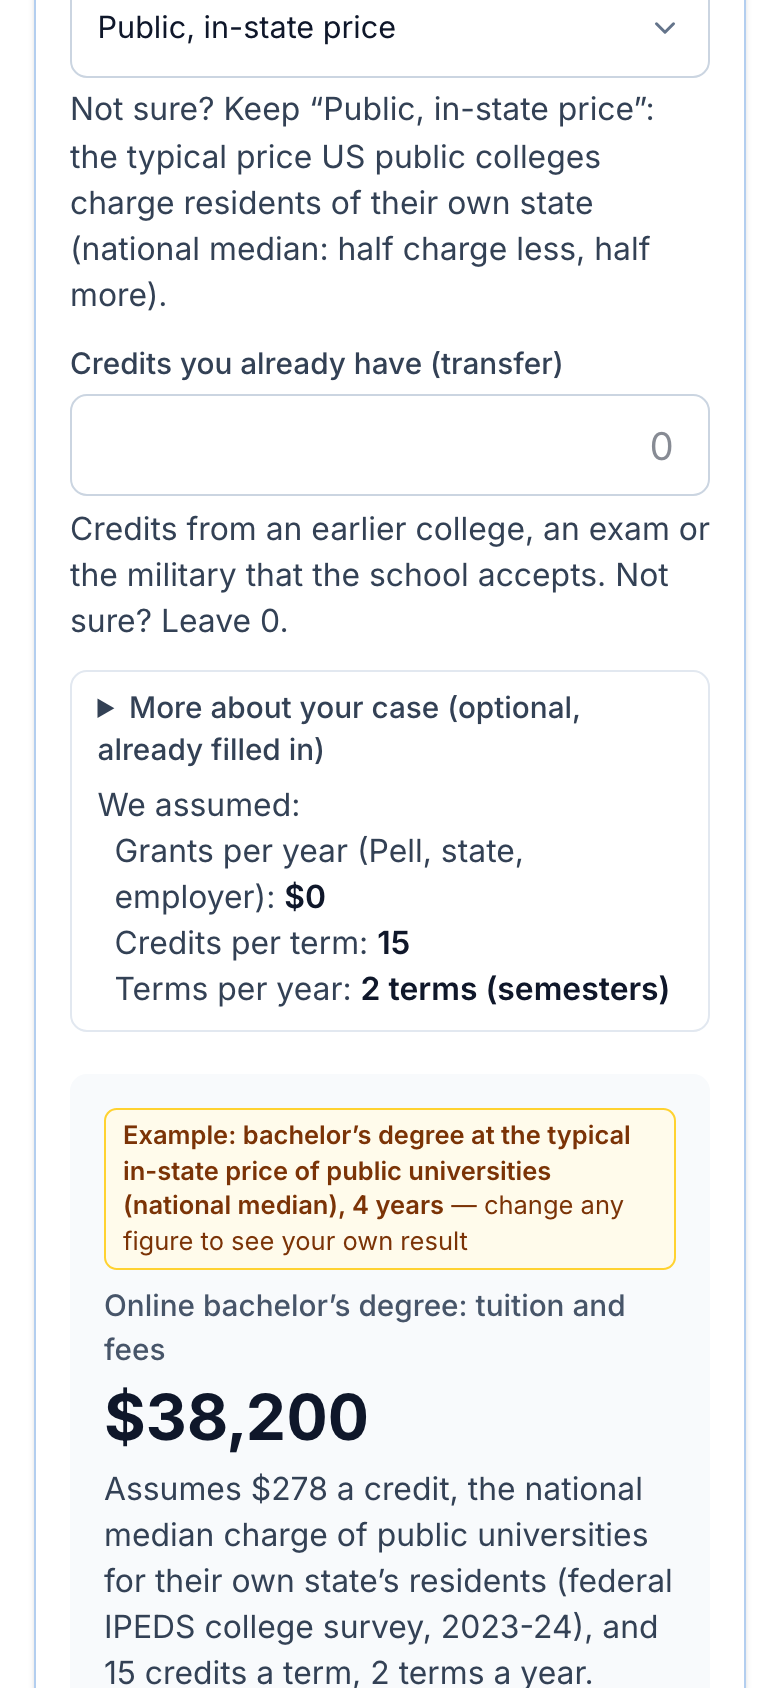 Public, in-state price
Not sure? Keep “Public, in-state price”:
the typical price US public colleges
charge residents of their own state
(national median: half charge less, half
more).
Credits you already have (transfer)
0
Credits from an earlier college, an exam or
the military that the school accepts. Not
sure? Leave 0.
▶ More about your case (optional,
already filled in)
We assumed:
Grants per year (Pell, state,
employer): $0
Credits per term: 15
Terms per year: 2 terms (semesters)
Example: bachelor’s degree at the typical
in-state price of public universities
(national median), 4 years — change any
figure to see your own result
Online bachelor’s degree: tuition and
fees
$38,200
Assumes $278 a credit, the national
median charge of public universities
for their own state’s residents (federal
IPEDS college survey, 2023-24), and
15 credits a term, 2 terms a year.